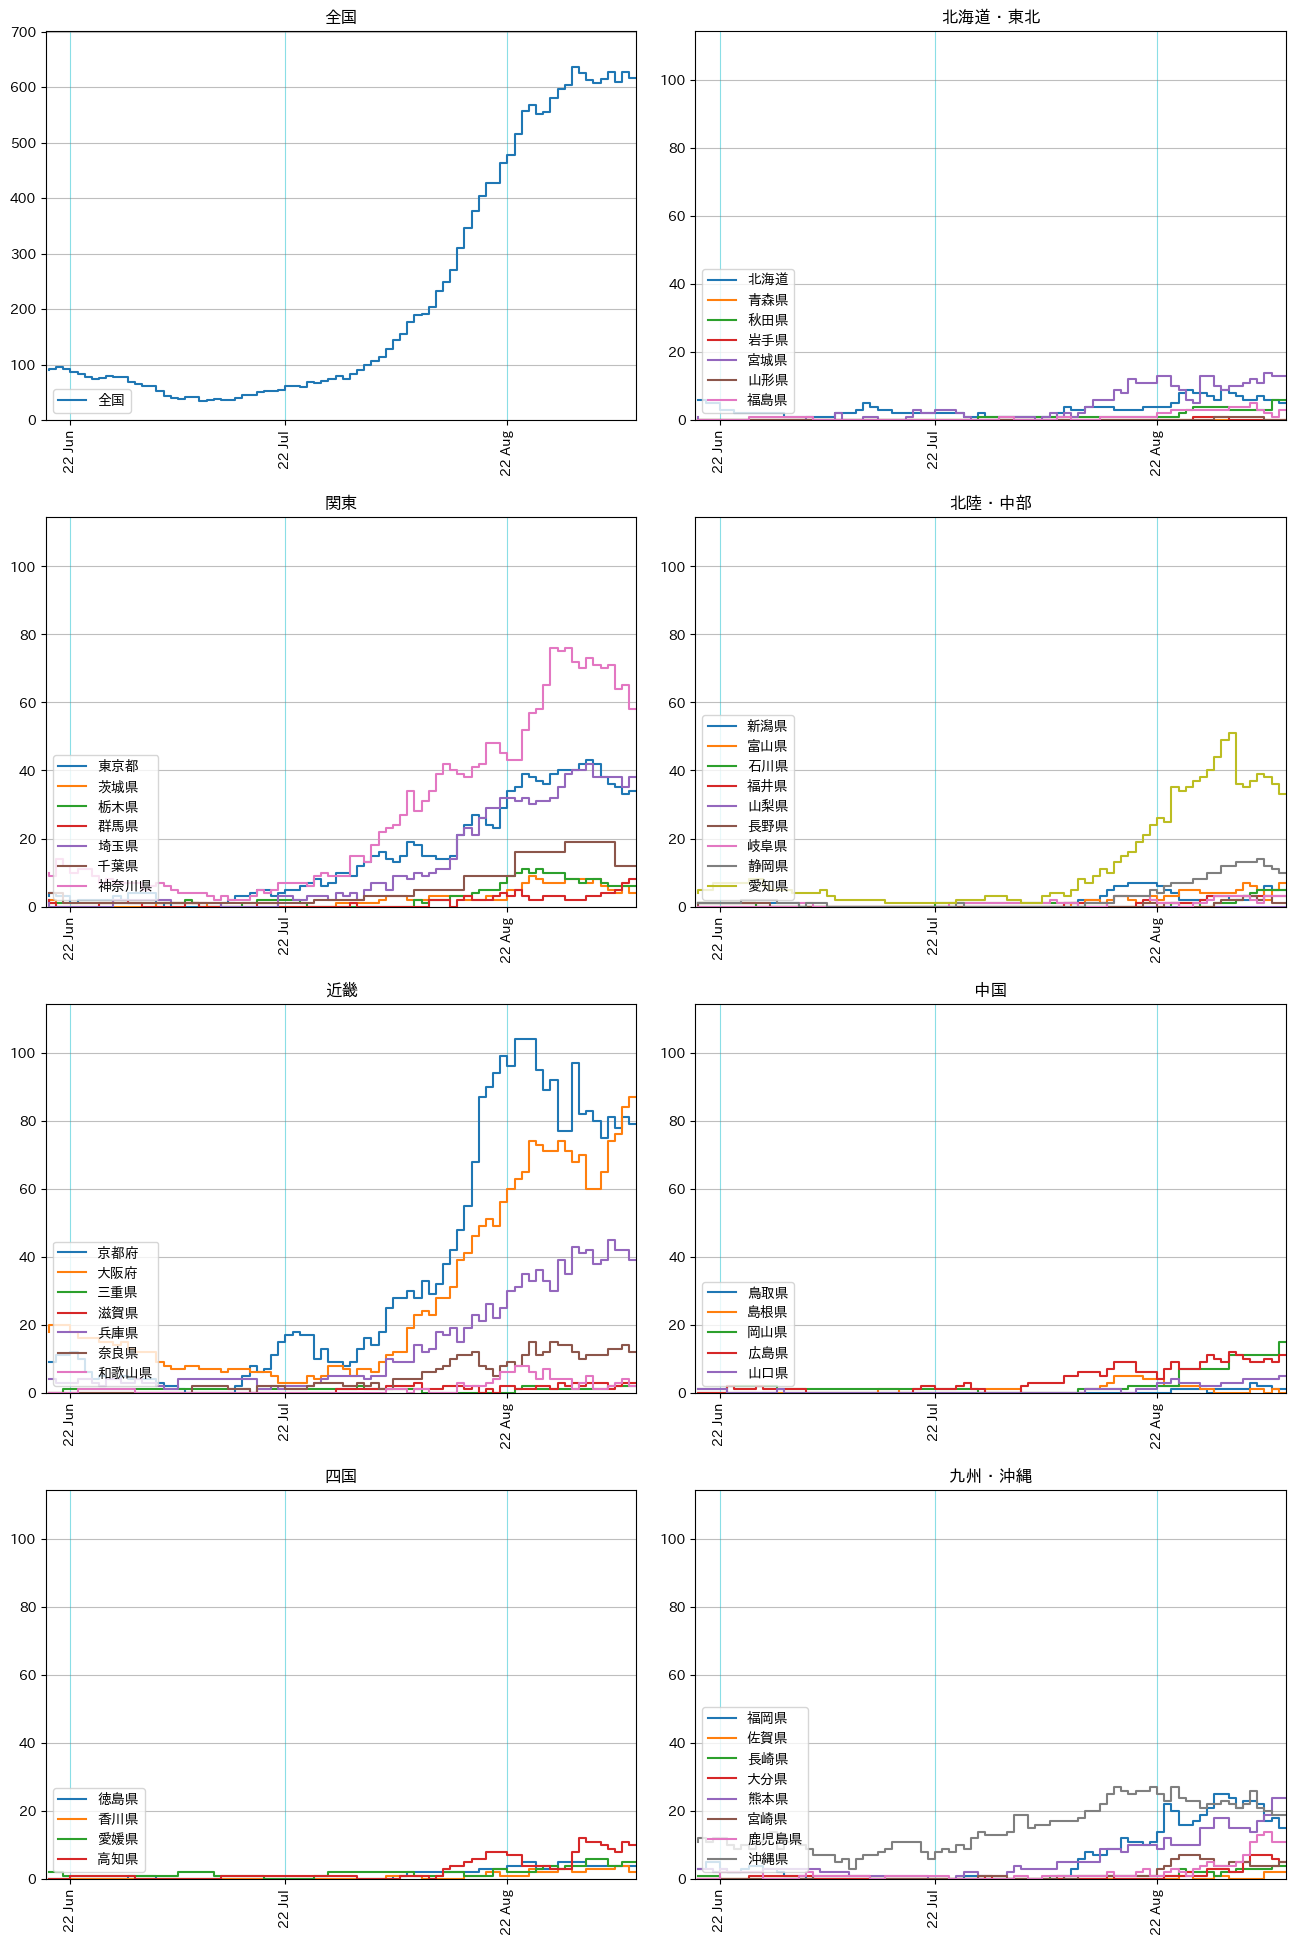 全国
700
600
500
400
300
200
100
0
全国
22 Jun
22 Jul
22 Aug
北海道・東北
100
80
60
40
20
0
北海道
青森県
秋田県
岩手県
宮城県
山形県
福島県
22 Jun
22 Jul
22 Aug
関東
100
80
60
40
20
0
東京都
茨城県
栃木県
群馬県
埼玉県
千葉県
神奈川県
22 Jun
22 Jul
22 Aug
北陸・中部
100
80
60
40
20
0
新潟県
富山県
石川県
福井県
山梨県
長野県
岐阜県
静岡県
愛知県
22 Jun
22 Jul
22 Aug
近畿
100
80
60
40
20
0
京都府
大阪府
三重県
滋賀県
兵庫県
奈良県
和歌山県
22 Jun
22 Jul
22 Aug
中国
100
80
60
40
20
0
鳥取県
島根県
岡山県
広島県
山口県
22 Jun
22 Jul
22 Aug
四国
100
80
60
40
20
0
徳島県
香川県
愛媛県
高知県
22 Jun
22 Jul
22 Aug
九州・沖縄
100
80
60
40
20
0
福岡県
佐賀県
長崎県
大分県
熊本県
宮崎県
鹿児島県
沖縄県
22 Jun
22 Jul
22 Aug